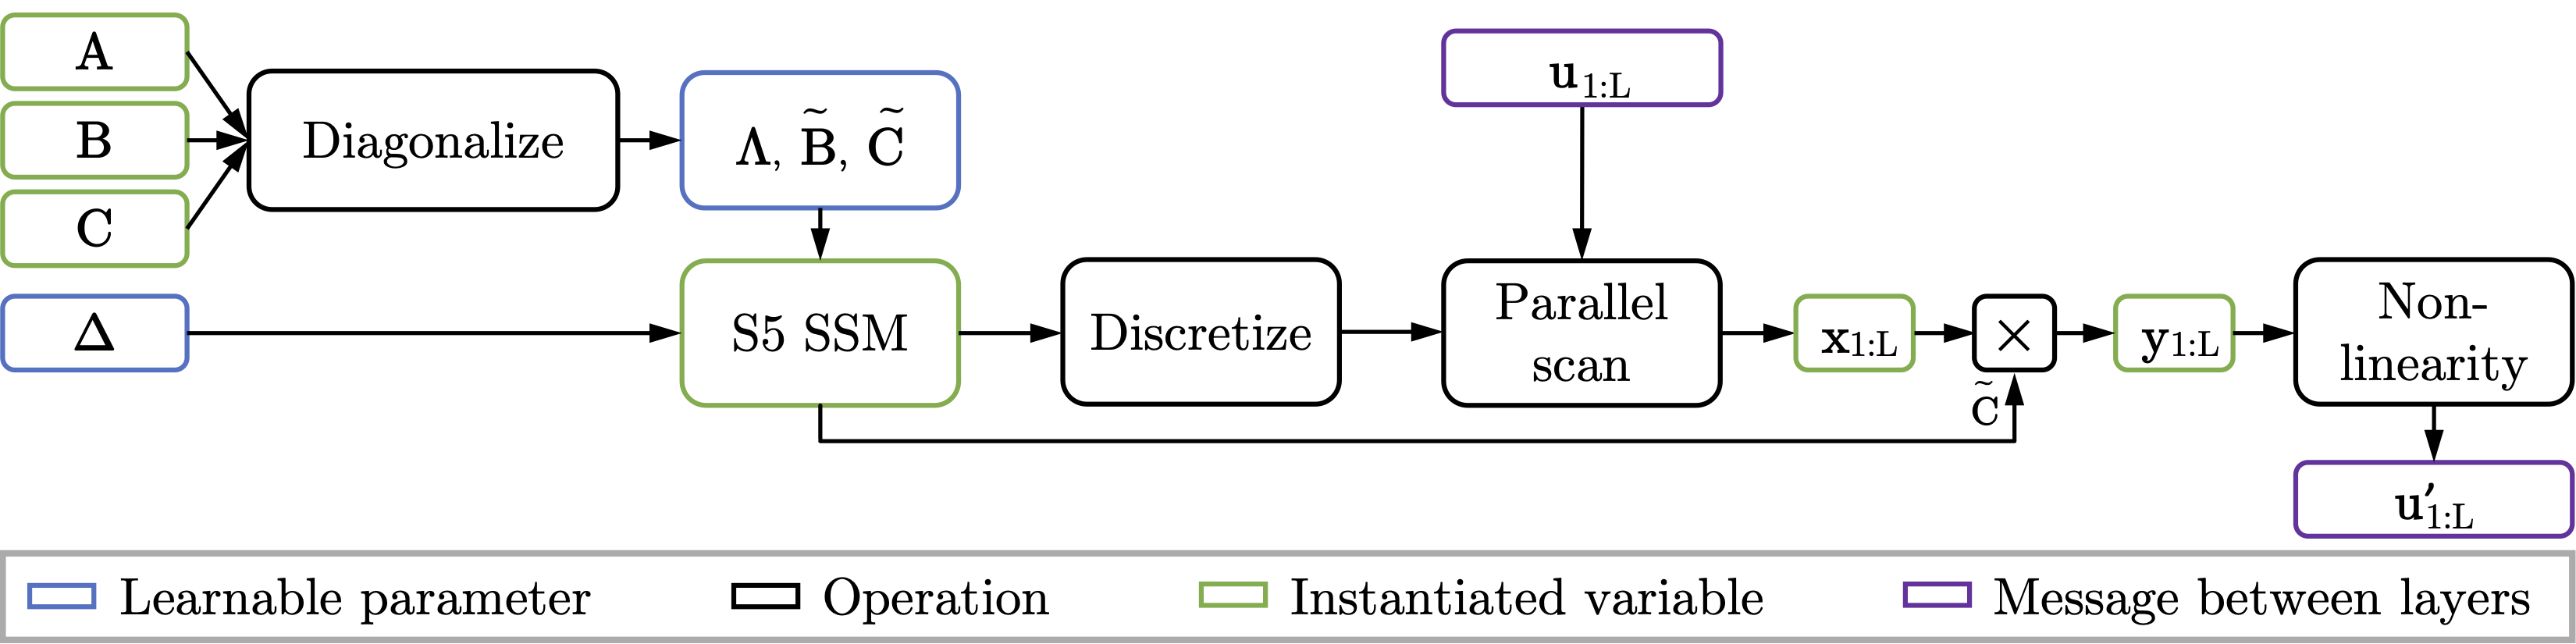 A
B
C
Δ
Diagonalize
Λ, B̃, C̃
S5 SSM
Discretize
u1:L
Parallel
scan
x1:L
×
C̃
y1:L
Non-
linearity
u′1:L
Learnable parameter
Operation
Instantiated variable
Message between layers